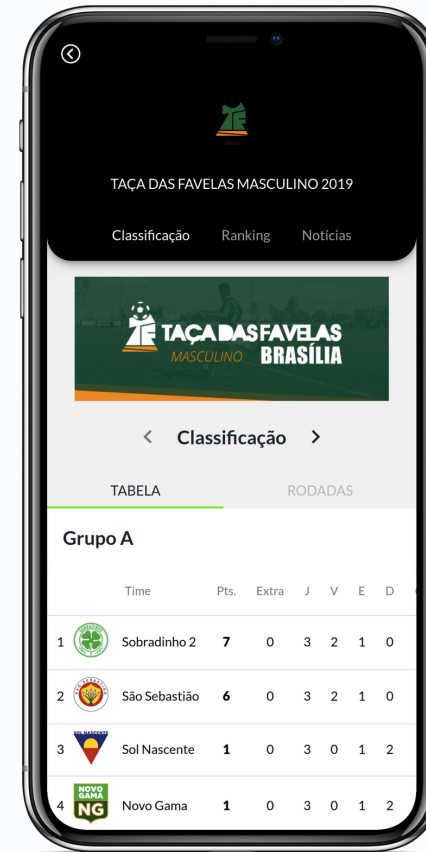 TAÇA DAS FAVELAS MASCULINO 2019
Classificação Ranking Notícias
TAÇA DAS FAVELAS
MASCULINO BRASÍLIA
Classificação
TABELA RODADAS
Grupo A
Time Pts. Extra J V E D
1 Sobradinho 2 7 0 3 2 1 0
2 São Sebastião 6 0 3 2 1 0
SOL NASCENTE
3 Sol Nascente 1 0 3 0 1 2
NOVO
GAMA
NG
4 Novo Gama 1 0 3 0 1 2